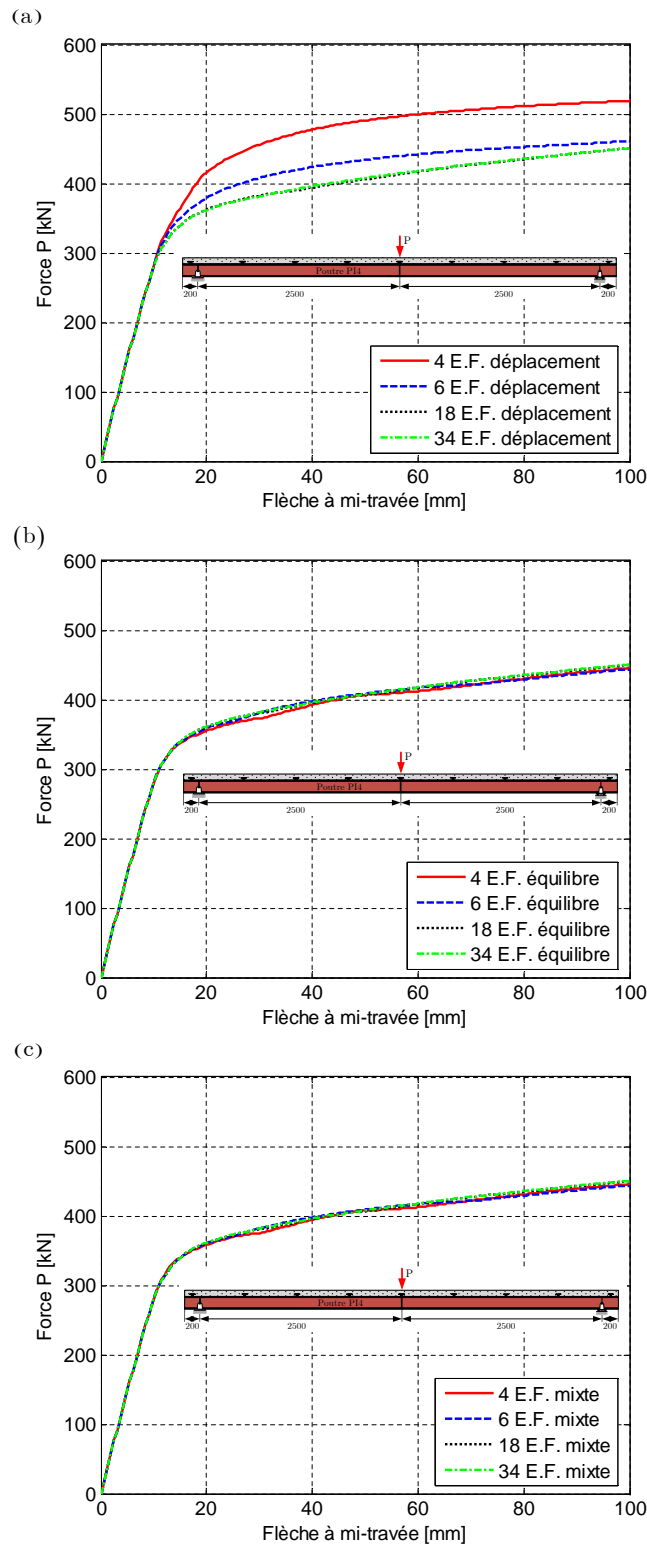 (a)
600
500
400
300
200
100
0
Force P [kN]
P
Poutre PI4
200
2500
2500
200
4 E.F. déplacement
6 E.F. déplacement
18 E.F. déplacement
34 E.F. déplacement
0
20
40
60
80
100
Flèche à mi-travée [mm]
(b)
600
500
400
300
200
100
0
Force P [kN]
P
Poutre PI4
200
2500
2500
200
4 E.F. équilibre
6 E.F. équilibre
18 E.F. équilibre
34 E.F. équilibre
0
20
40
60
80
100
Flèche à mi-travée [mm]
(c)
600
500
400
300
200
100
0
Force P [kN]
P
Poutre PI4
200
2500
2500
200
4 E.F. mixte
6 E.F. mixte
18 E.F. mixte
34 E.F. mixte
0
20
40
60
80
100
Flèche à mi-travée [mm]